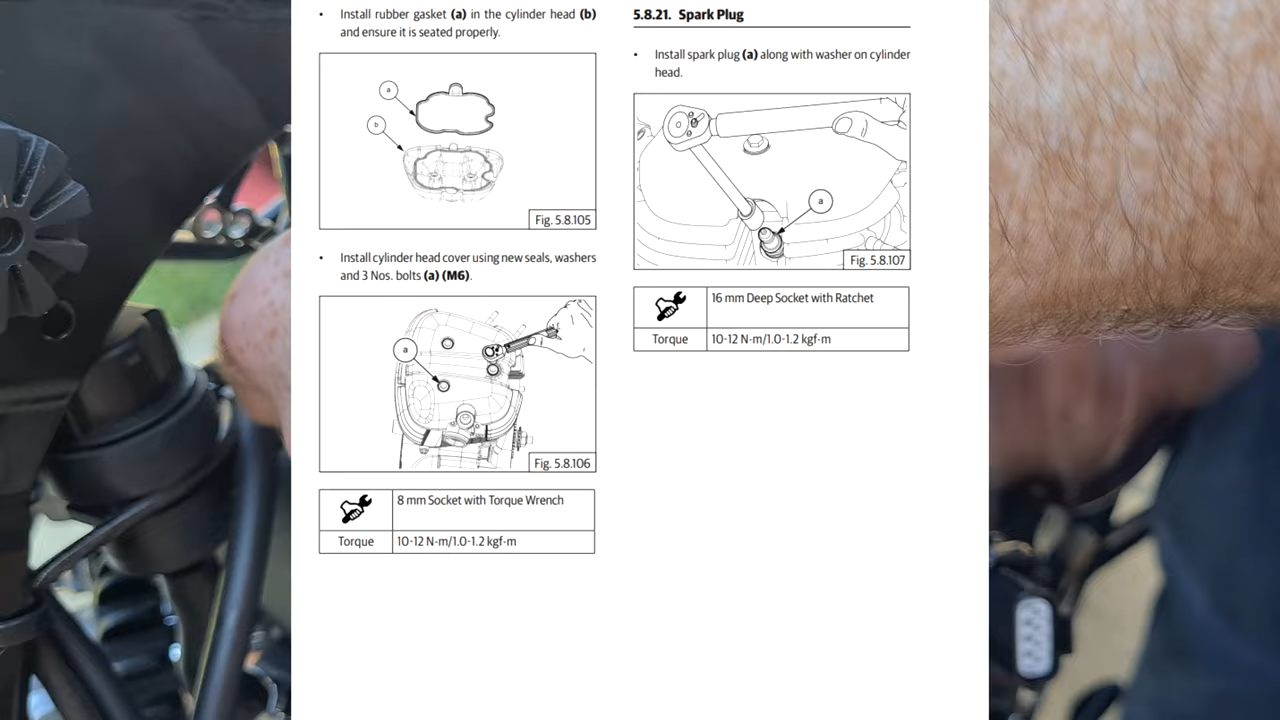 • Install rubber gasket (a) in the cylinder head (b)
and ensure it is seated properly.
a
b
Fig. 5.8.105
• Install cylinder head cover using new seals, washers
and 3 Nos. bolts (a) (M6).
a
Fig. 5.8.106
8 mm Socket with Torque Wrench
Torque 10-12 N-m/1.0-1.2 kgf-m
5.8.21. Spark Plug
• Install spark plug (a) along with washer on cylinder
head.
a
Fig. 5.8.107
16 mm Deep Socket with Ratchet
Torque 10-12 N-m/1.0-1.2 kgf-m